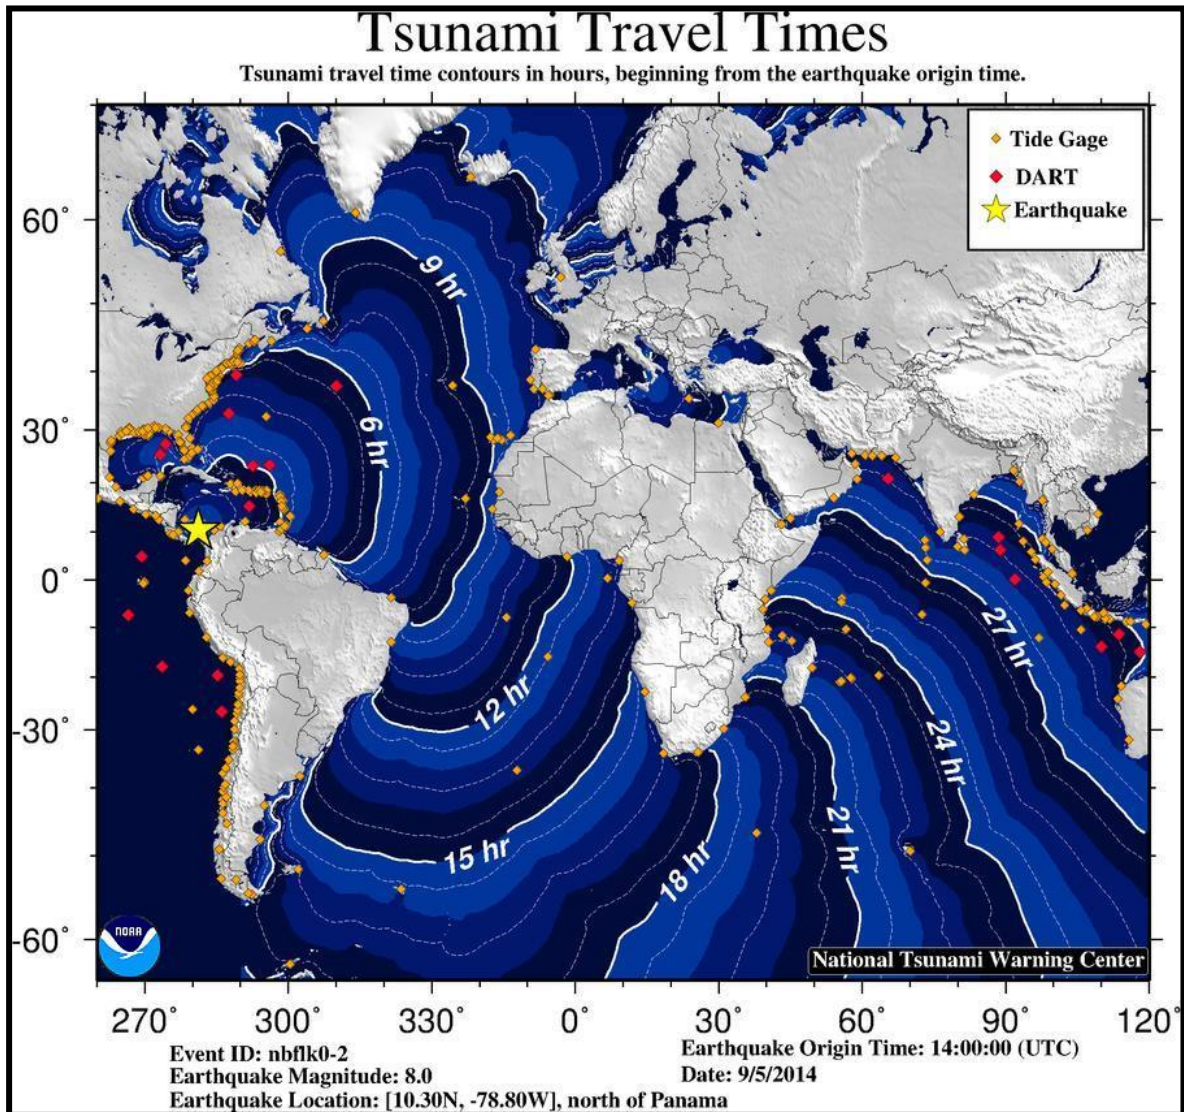 Tsunami Travel Times
Tsunami travel time contours in hours, beginning from the earthquake origin time.
Tide Gage
DART
Earthquake
60°
30°
0°
-30°
-60°
9 hr
6 hr
12 hr
15 hr
18 hr
21 hr
24 hr
27 hr
NOAA
National Tsunami Warning Center
270°
300°
330°
0°
30°
60°
90°
120°
Event ID: nbflk0-2
Earthquake Magnitude: 8.0
Earthquake Location: [10.30N, -78.80W], north of Panama
Earthquake Origin Time: 14:00:00 (UTC)
Date: 9/5/2014